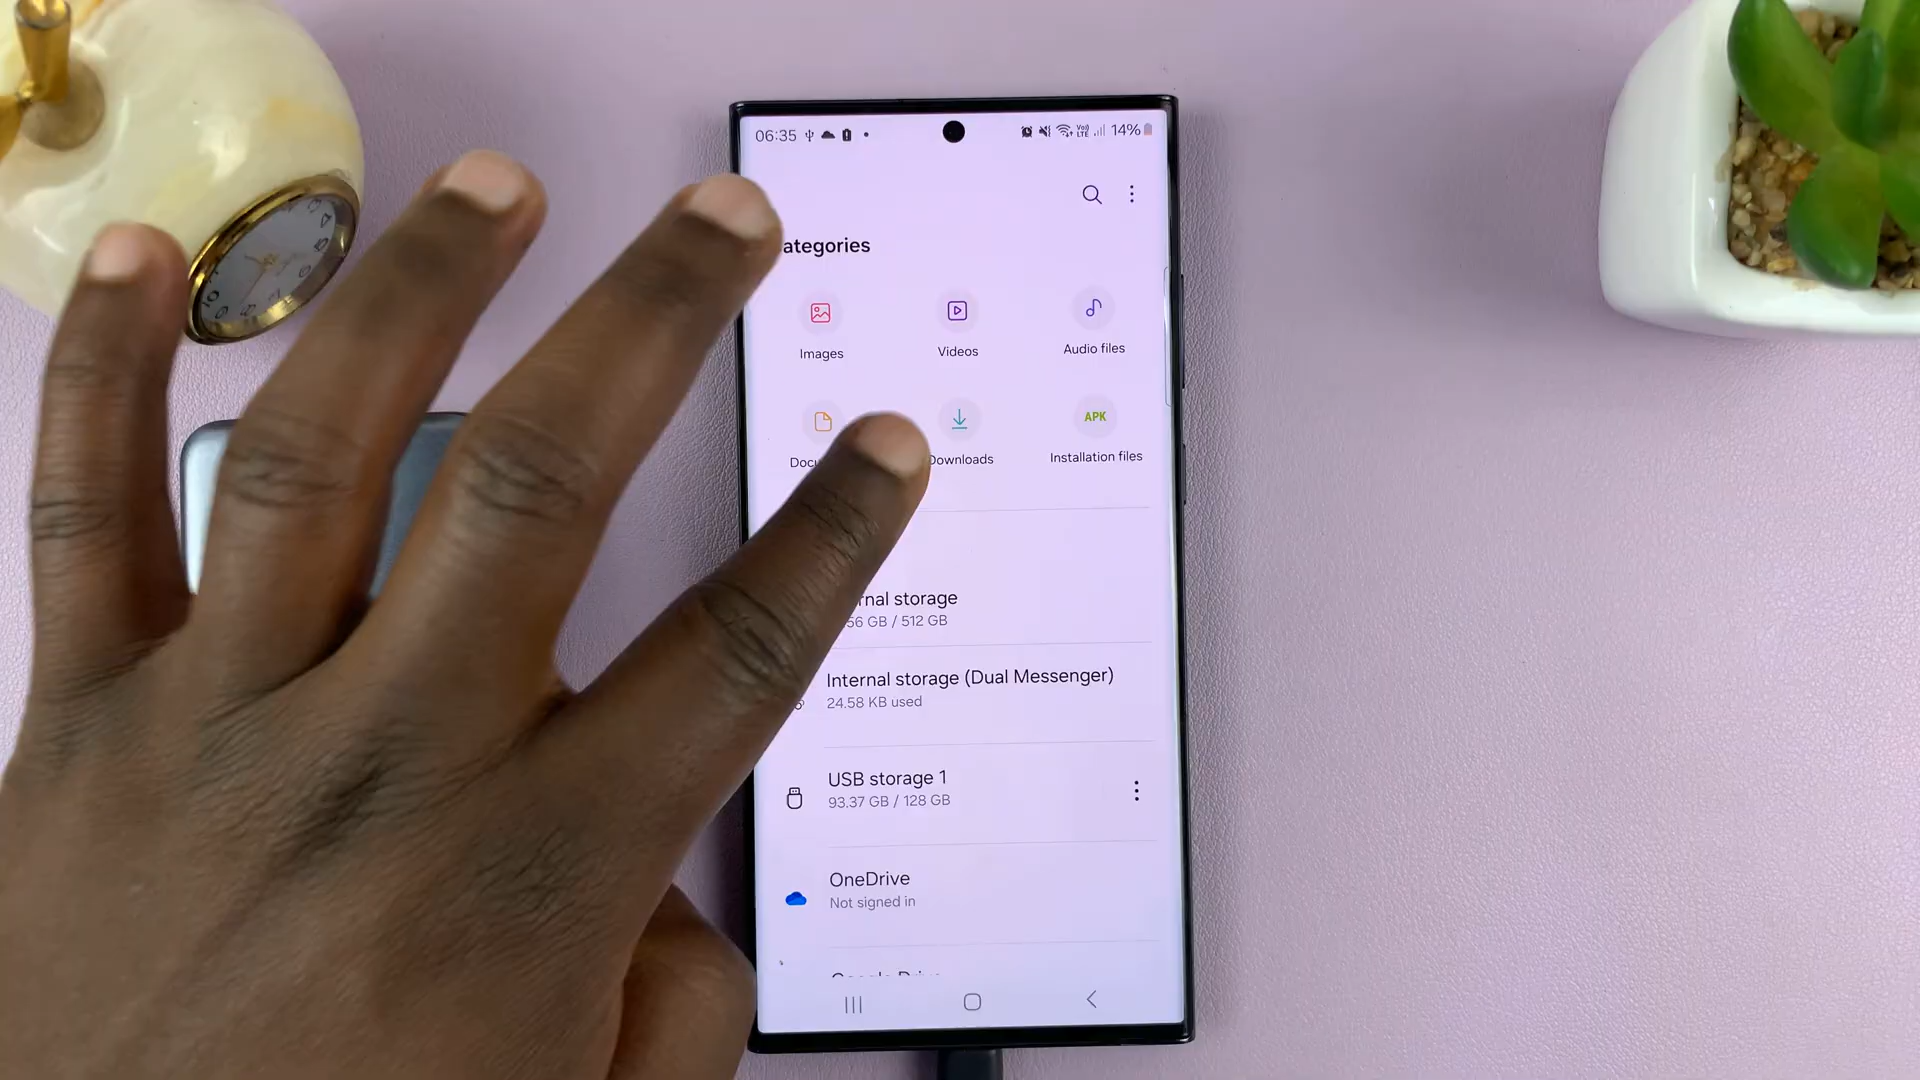 06:35
14%
ategories
Images
Videos
Audio files
APK
Downloads
Installation files
rnal storage
56 GB / 512 GB
Internal storage (Dual Messenger)
24.58 KB used
USB storage 1
93.37 GB / 128 GB
OneDrive
Not signed in